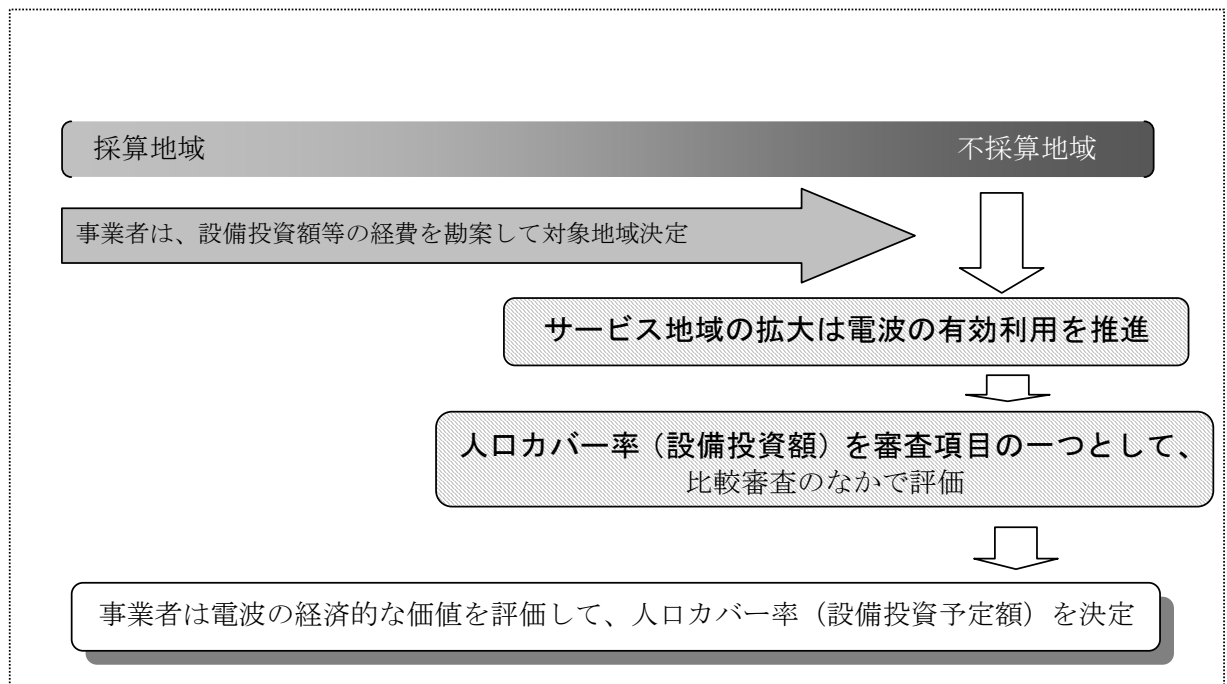 採算地域
不採算地域
事業者は、設備投資額等の経費を勘案して対象地域決定
サービス地域の拡大は電波の有効利用を推進
人口カバー率（設備投資額）を審査項目の一つとして、
比較審査のなかで評価
事業者は電波の経済的な価値を評価して、人口カバー率（設備投資予定額）を決定